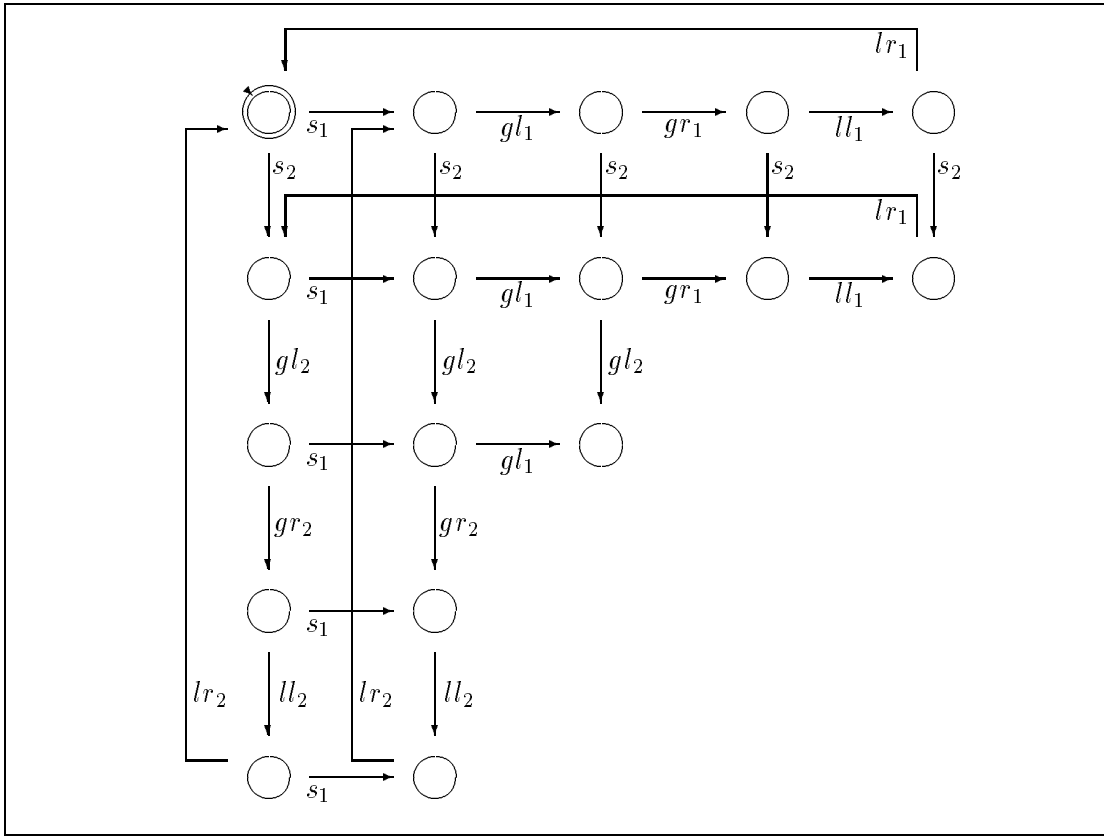 lr₁
s₁ gl₁ gr₁ ll₁
s₂ s₂ s₂ s₂ s₂
lr₁
s₁ gl₁ gr₁ ll₁
gl₂ gl₂ gl₂
s₁ gl₁
gr₂ gr₂
s₁
lr₂ ll₂ lr₂ ll₂
s₁